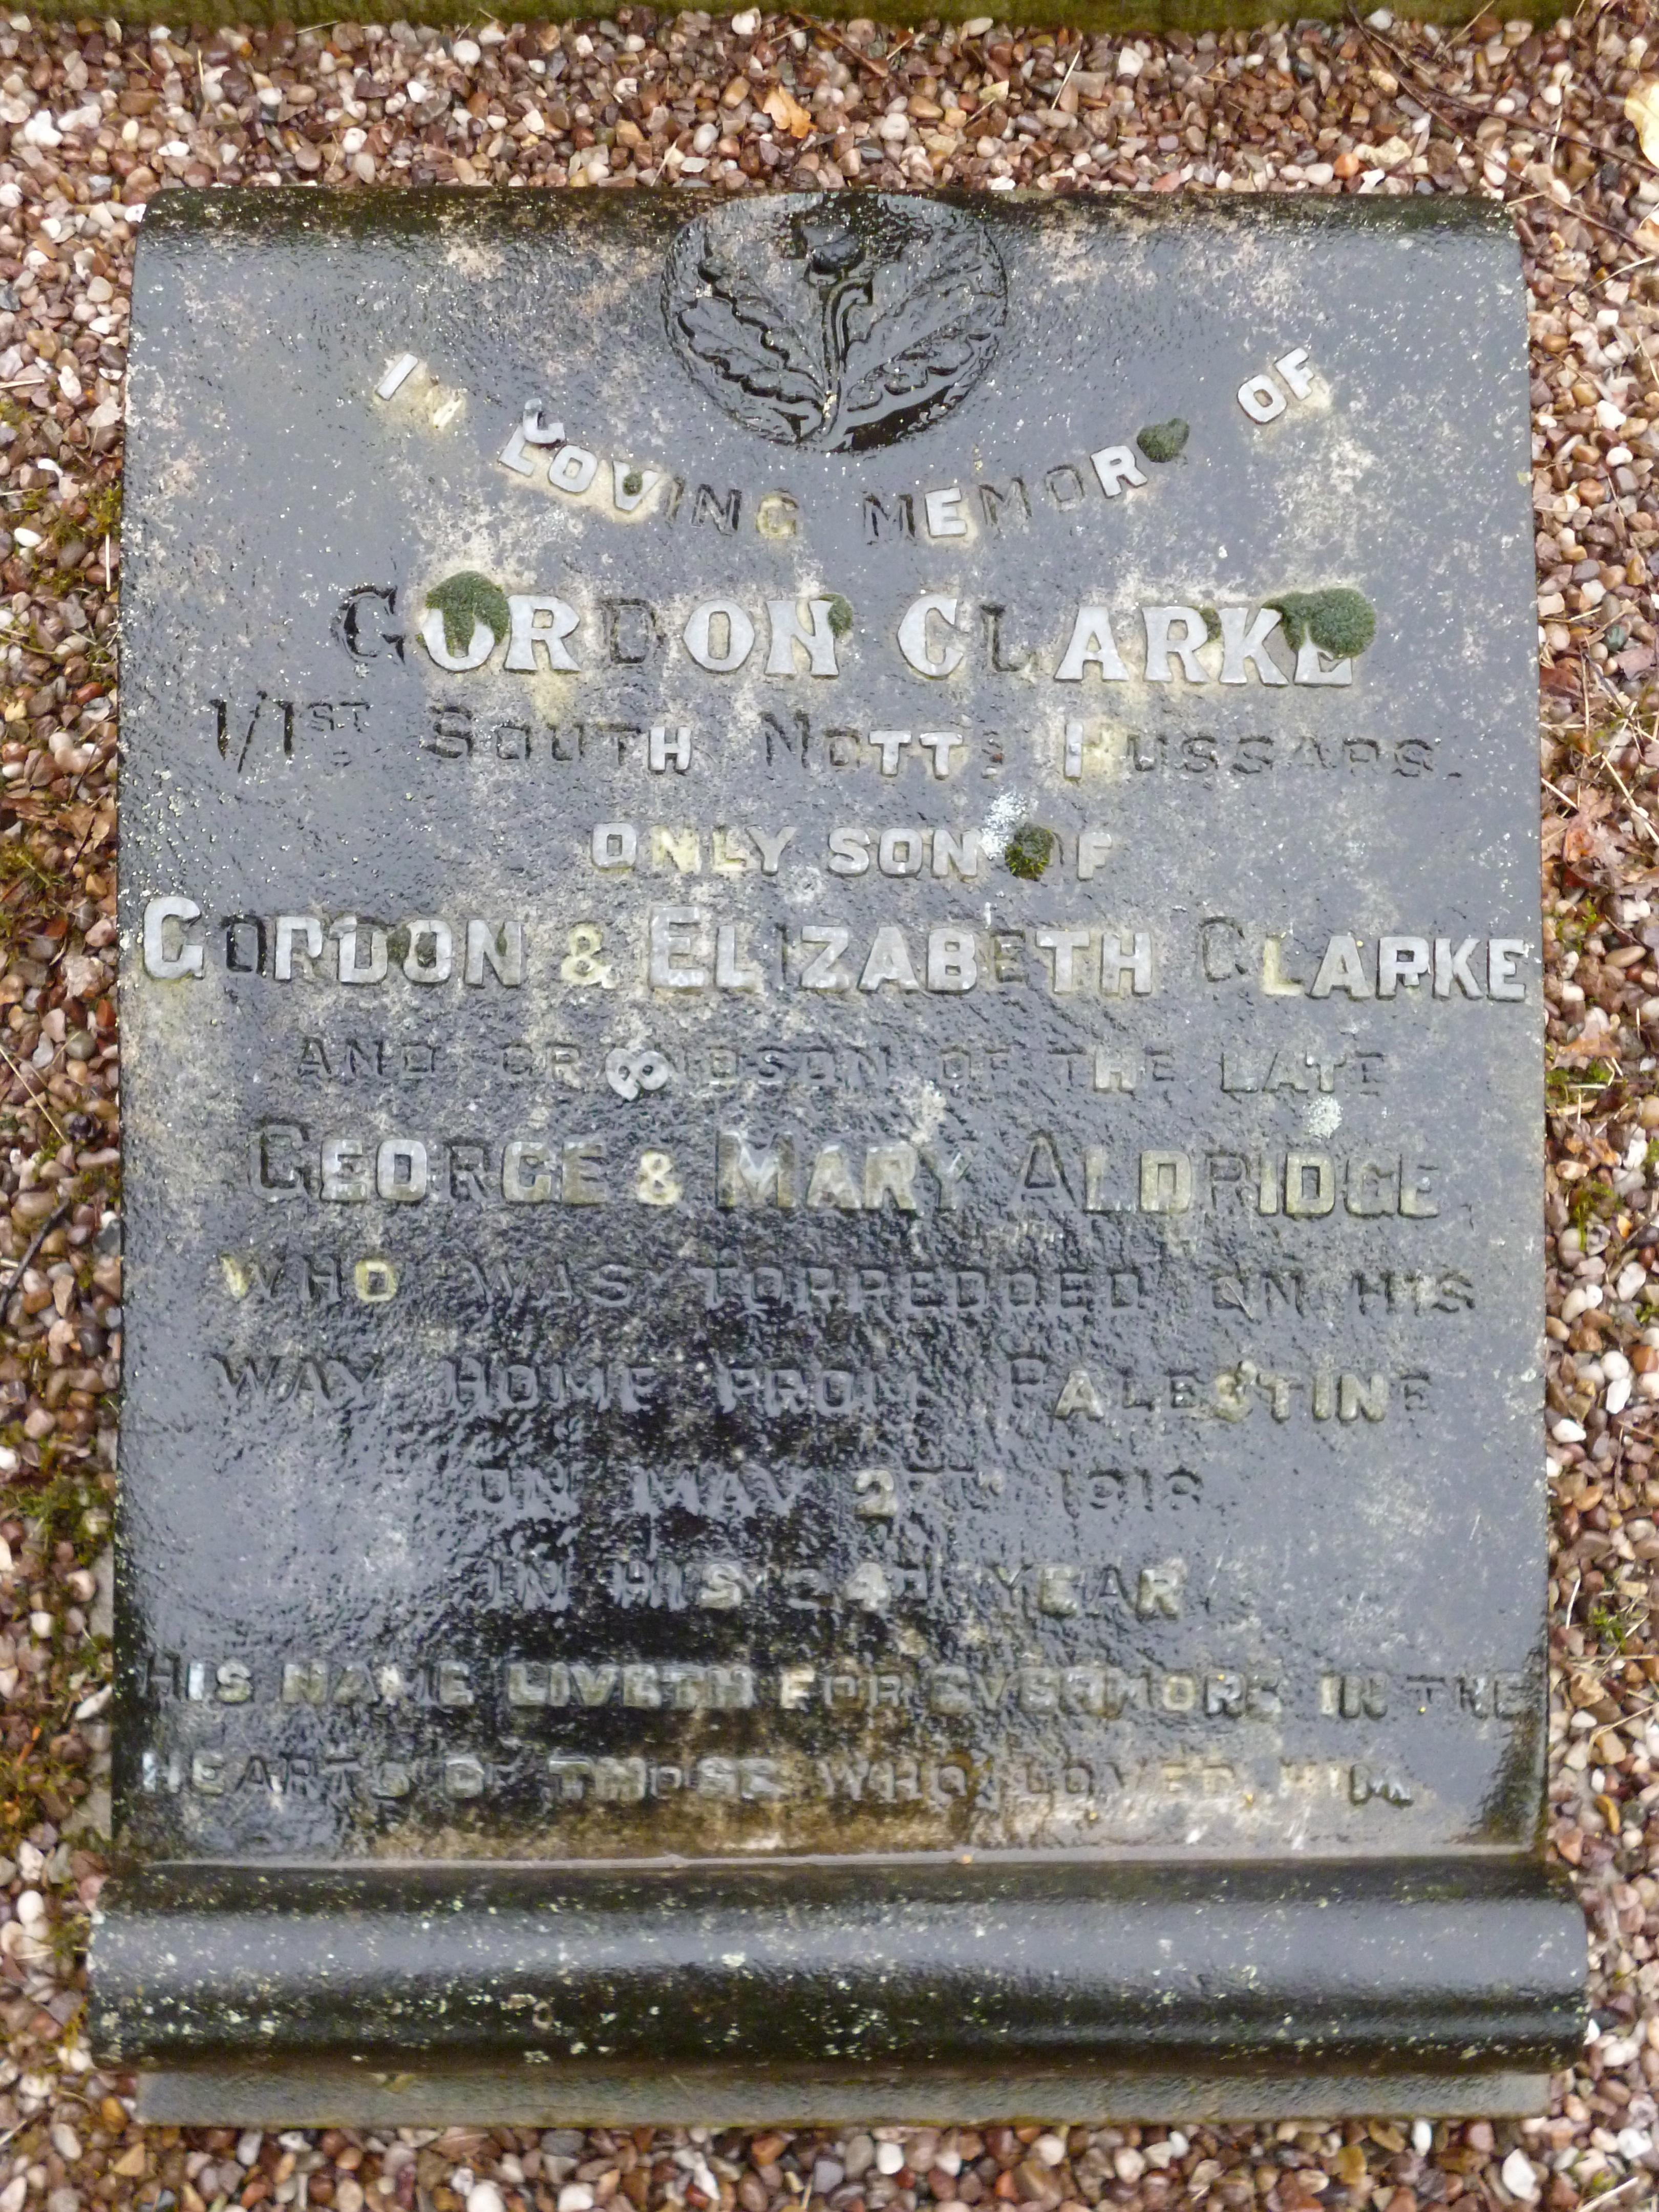 IN LOVING MEMORY OF
GORDON CLARKE
1/1ST SOUTH NOTTS HUSSARS.
ONLY SON OF
GORDON & ELIZABETH CLARKE
AND GRANDSON OF THE LATE
GEORGE & MARY ALDRIDGE,
WHO WAS TORPEDOED ON HIS
WAY HOME FROM PALESTINE
ON MAY 27TH 1918
IN HIS 24TH YEAR.
HIS NAME LIVETH FOR EVERMORE IN THE
HEARTS OF THOSE WHO LOVED HIM.